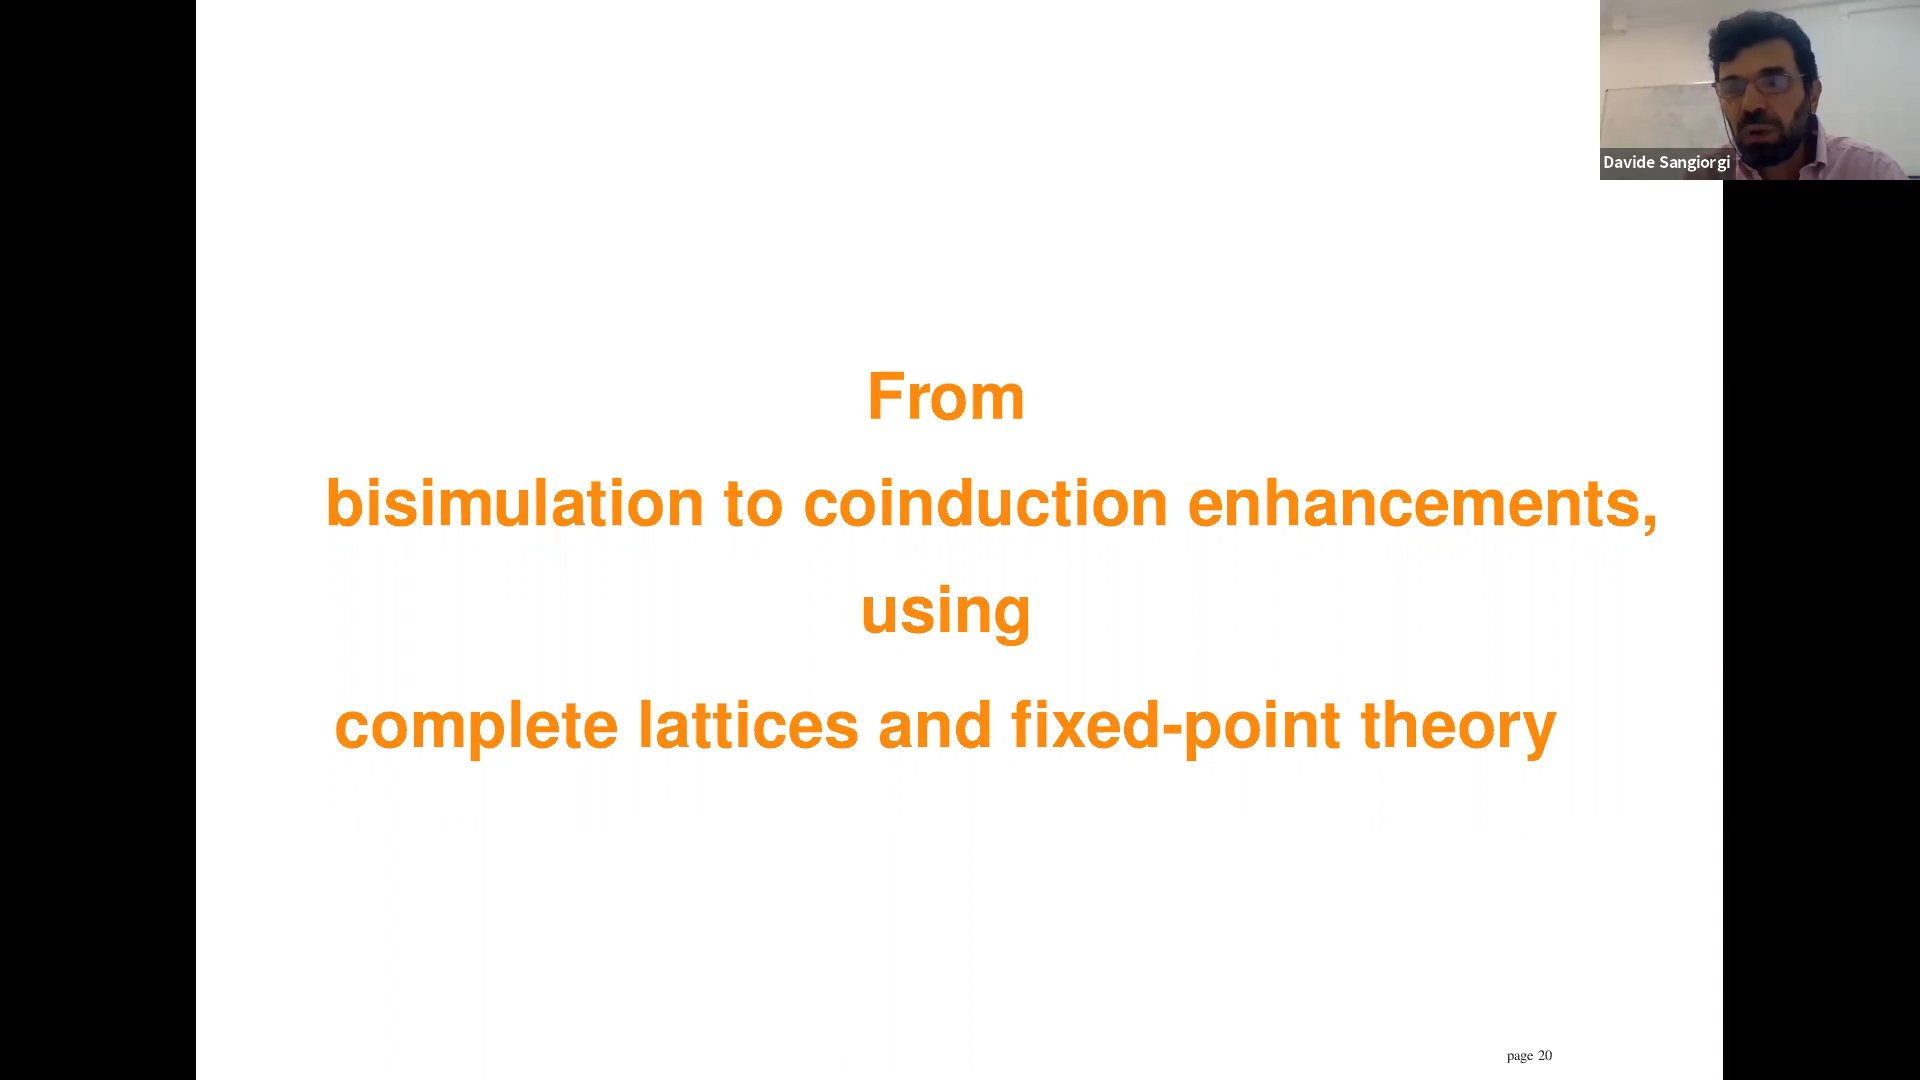 Davide Sangiorgi
From
bisimulation to coinduction enhancements,
using
complete lattices and fixed-point theory
page 20